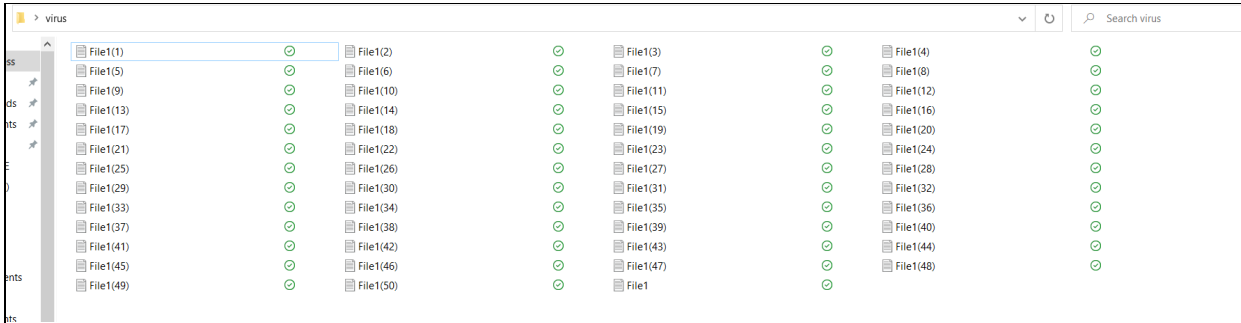 > virus Search virus
File1(1) File1(2) File1(3) File1(4)
ss
File1(5) File1(6) File1(7) File1(8)
File1(9) File1(10) File1(11) File1(12)
ds
File1(13) File1(14) File1(15) File1(16)
nts File1(17) File1(18) File1(19) File1(20)
File1(21) File1(22) File1(23) File1(24)
File1(25) File1(26) File1(27) File1(28)
File1(29) File1(30) File1(31) File1(32)
File1(33) File1(34) File1(35) File1(36)
File1(37) File1(38) File1(39) File1(40)
File1(41) File1(42) File1(43) File1(44)
File1(45) File1(46) File1(47) File1(48)
ents
File1(49) File1(50) File1
nts